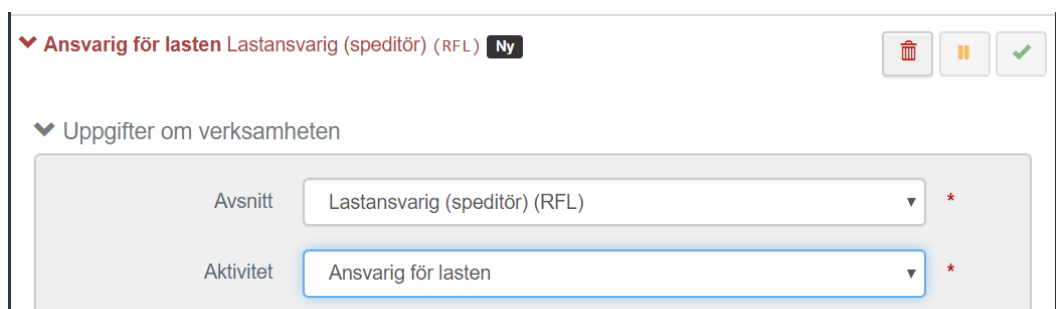 Ansvarig för lasten Lastansvarig (speditör) (RFL) Ny
Uppgifter om verksamheten
Avsnitt Lastansvarig (speditör) (RFL) *
Aktivitet Ansvarig för lasten *